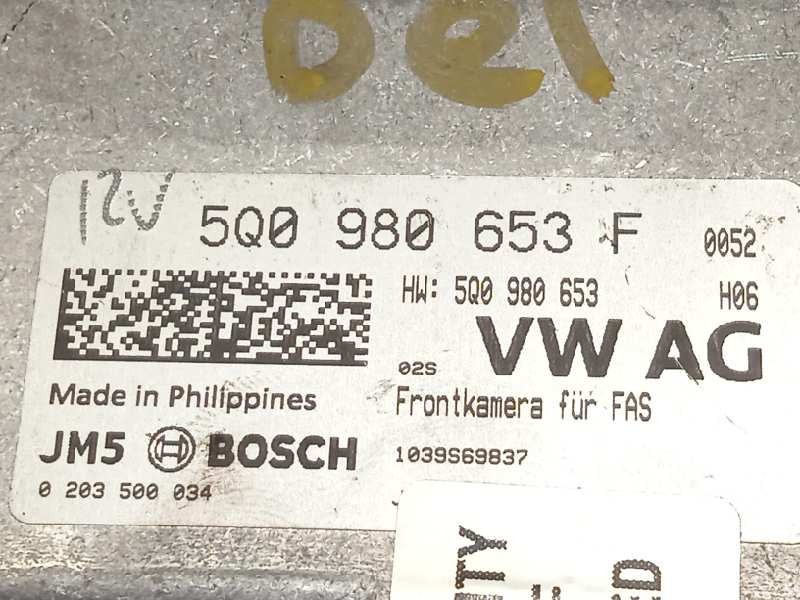 Del
12V
5Q0 980 653 F 0052
HW: 5Q0 980 653 H06
02S VW AG
Made in Philippines
Frontkamera für FAS
JM5 BOSCH
1039S69837
0 203 500 034
TY